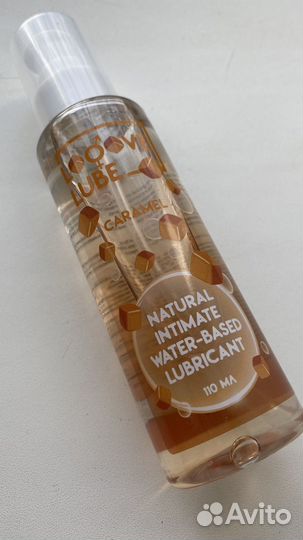 LUBE
CARAMEL
NATURAL
INTIMATE
WATER-BASED
LUBRICANT
110 МЛ
Avito